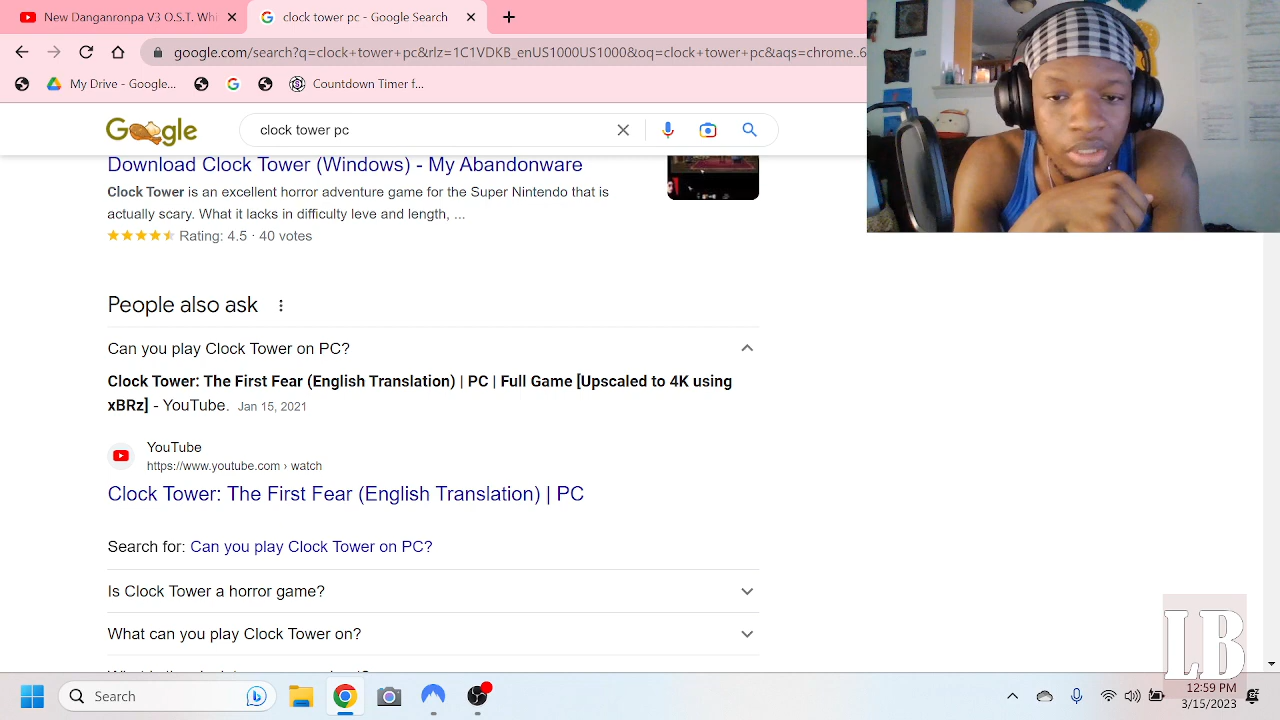 New Danganronpa V3 O.S.T. Wh
clock tower pc - Google Search
google.com/search?q=clock+tower+pc&rlz=1C1VDKB_enUS1000US1000&oq=clock+tower+pc&aqs=chrome.6
My Drive - Google...
Countdown Timer f...
Google
clock tower pc
Download Clock Tower (Windows) - My Abandonware
Clock Tower is an excellent horror adventure game for the Super Nintendo that is
actually scary. What it lacks in difficulty leve and length, ...
Rating: 4.5 · 40 votes
People also ask
Can you play Clock Tower on PC?
Clock Tower: The First Fear (English Translation) | PC | Full Game [Upscaled to 4K using
xBRz] - YouTube. Jan 15, 2021
YouTube
https://www.youtube.com › watch
Clock Tower: The First Fear (English Translation) | PC
Search for: Can you play Clock Tower on PC?
Is Clock Tower a horror game?
What can you play Clock Tower on?
LB
Search
12:59 PM
3/15/2023